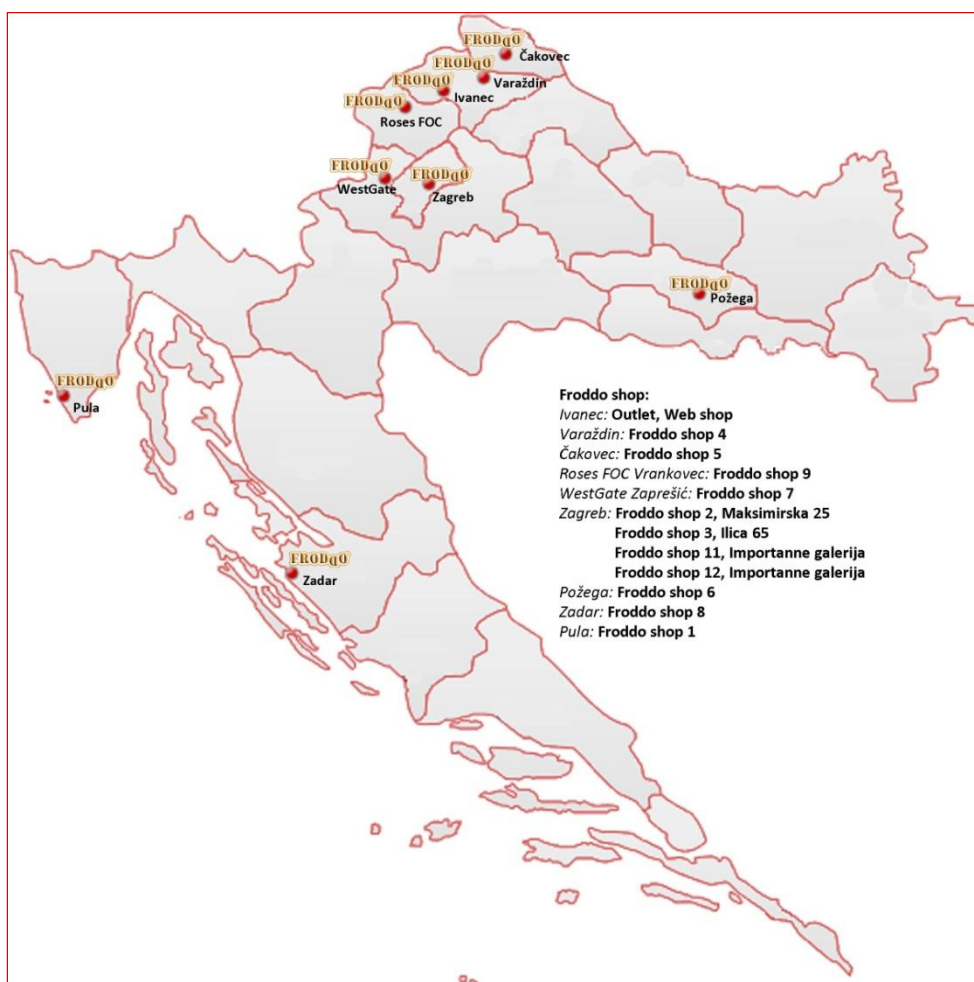 FRODDO
Čakovec
FRODDO
Varaždin
FRODDO
Ivanec
FRODDO
Roses FOC
FRODDO
WestGate
FRODDO
Zagreb
FRODDO
Požega
FRODDO
Pula
FRODDO
Zadar
Froddo shop:
Ivanec: Outlet, Web shop
Varaždin: Froddo shop 4
Čakovec: Froddo shop 5
Roses FOC Vrankovec: Froddo shop 9
WestGate Zaprešić: Froddo shop 7
Zagreb: Froddo shop 2, Maksimirska 25
Froddo shop 3, Ilica 65
Froddo shop 11, Importanne galerija
Froddo shop 12, Importanne galerija
Požega: Froddo shop 6
Zadar: Froddo shop 8
Pula: Froddo shop 1